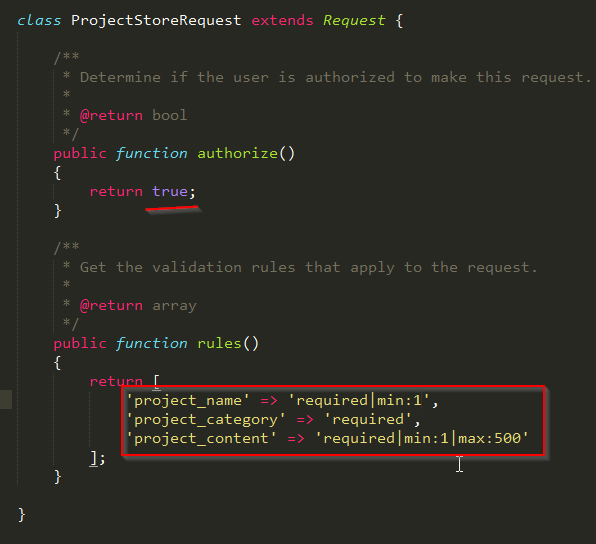 class ProjectStoreRequest extends Request {
/**
* Determine if the user is authorized to make this request.
*
* @return bool
*/
public function authorize()
{
return true;
}
/**
* Get the validation rules that apply to the request.
*
* @return array
*/
public function rules()
{
return [
'project_name' => 'required|min:1',
'project_category' => 'required',
'project_content' => 'required|min:1|max:500'
];
}
}